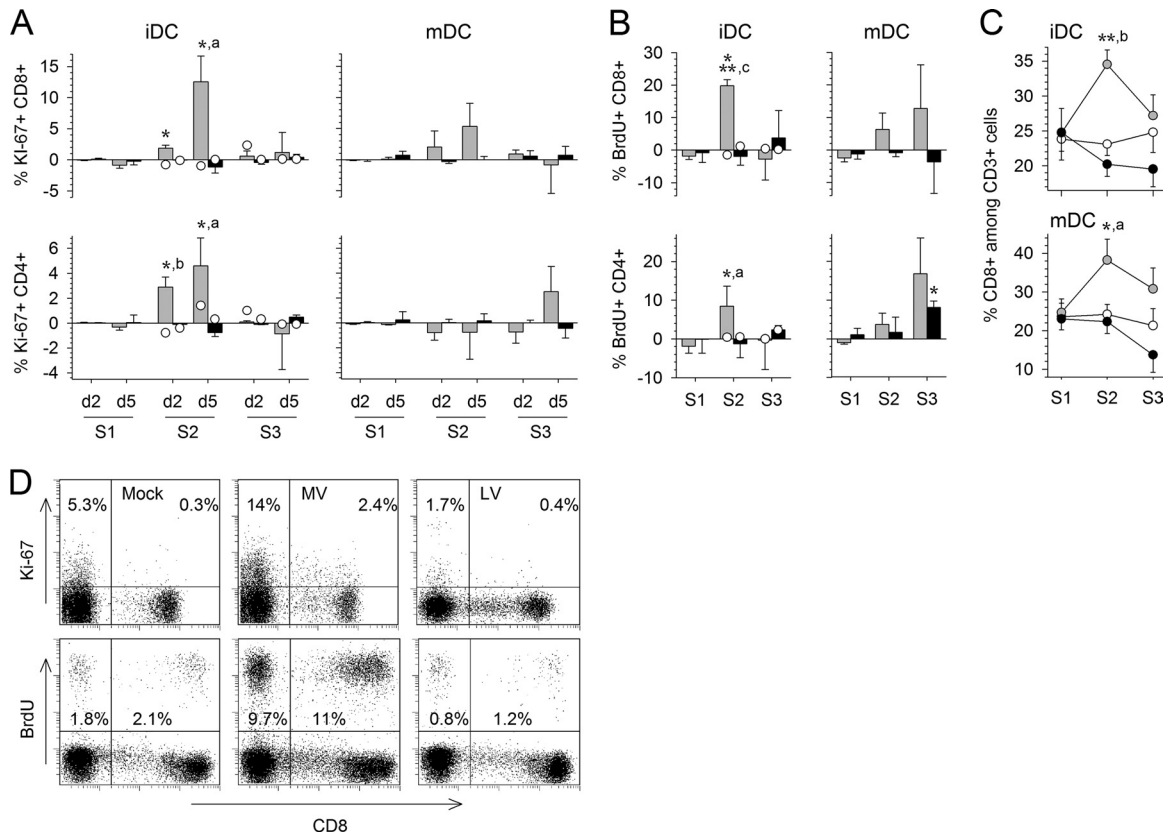 A
iDC
mDC
% KI-67+ CD8+
15
10
5
0
-5
*
*,a
% Ki-67+ CD4+
6
4
2
0
-2
-4
*,b
*,a
d2 d5 d2 d5 d2 d5
S1 S2 S3
d2 d5 d2 d5 d2 d5
S1 S2 S3
B
iDC
mDC
% BrdU+ CD8+
30
20
10
0
-10
*
**,c
% BrdU+ CD4+
20
10
0
-10
*,a
*
S1 S2 S3
S1 S2 S3
C
iDC
% CD8+ among CD3+ cells
35
30
25
20
**,b
mDC
40
30
20
10
*,a
S1 S2 S3
D
Ki-67
5.3% Mock 0.3%
14% MV 2.4%
1.7% LV 0.4%
BrdU
1.8% 2.1%
9.7% 11%
0.8% 1.2%
CD8